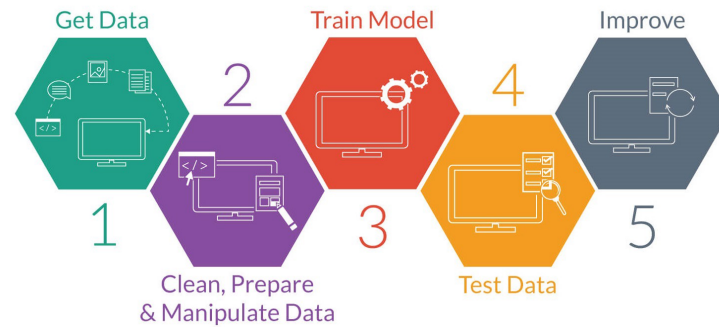 Get Data
Train Model
Improve
2
4
</>
</>
1
3
5
Clean, Prepare
& Manipulate Data
Test Data